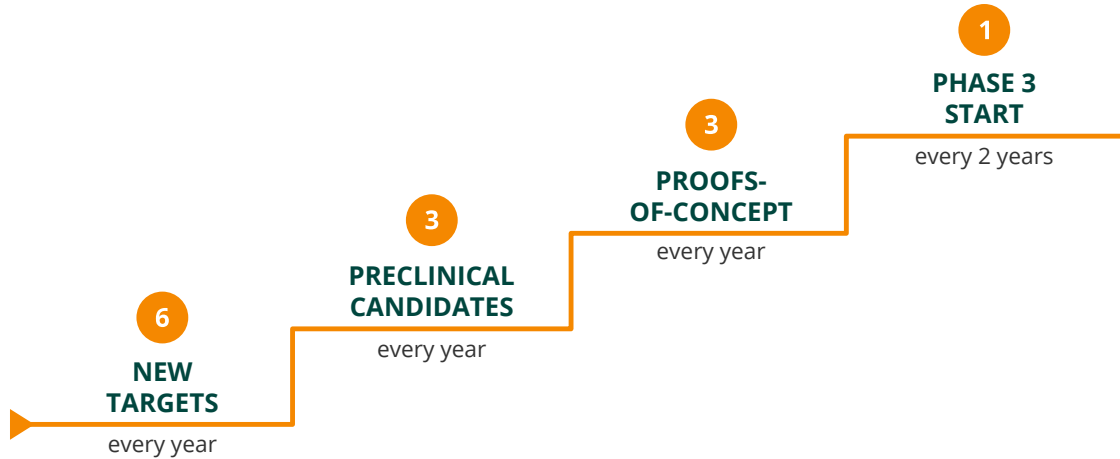 6
NEW
TARGETS
every year
3
PRECLINICAL
CANDIDATES
every year
3
PROOFS-
OF-CONCEPT
every year
1
PHASE 3
START
every 2 years